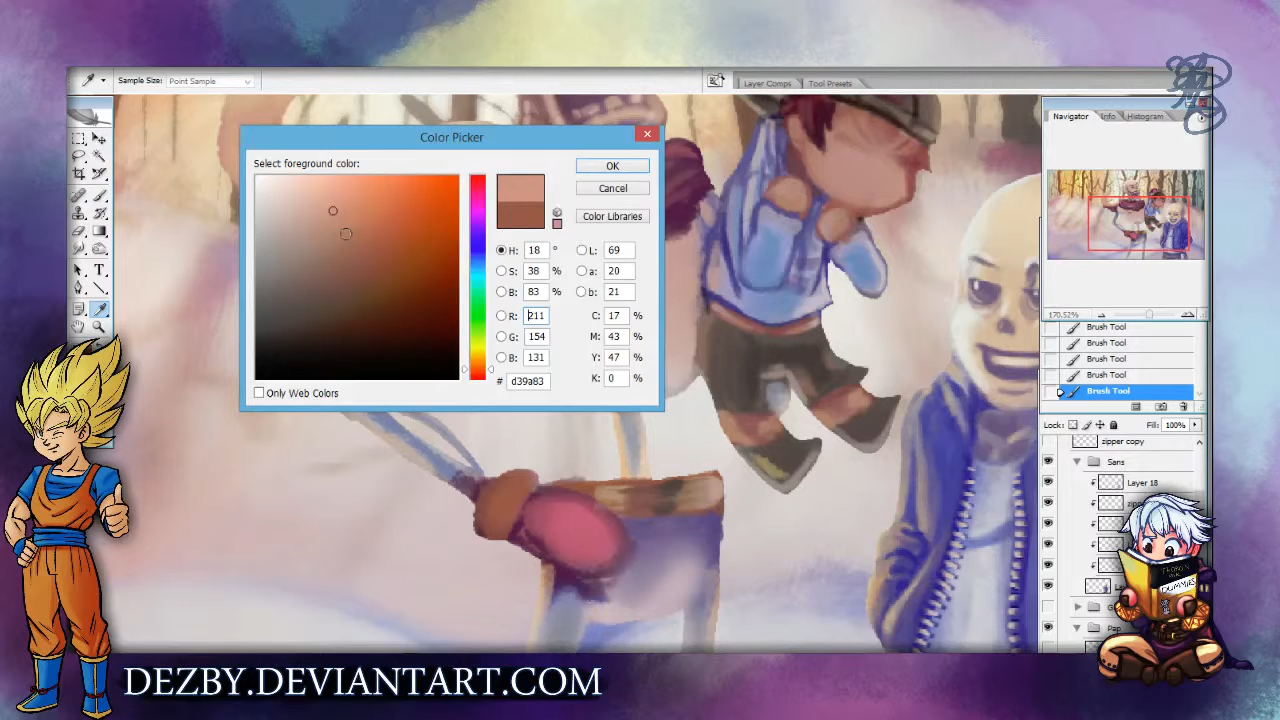 Sample Size: Point Sample
Layer Comps Tool Presets
Color Picker
Select foreground color:
OK
Cancel
Color Libraries
H: 18 °
S: 38 %
B: 83 %
R: 211
G: 154
B: 131
# d39a83
L: 69
a: 20
b: 21
C: 17 %
M: 43 %
Y: 47 %
K: 0 %
Only Web Colors
Navigator Info Histogram
170.52%
Brush Tool
Brush Tool
Brush Tool
Brush Tool
Brush Tool
Lock: Fill: 100%
zipper copy
Sans
Layer 18
DUMMIES
DEZBY.DEVIANTART.COM